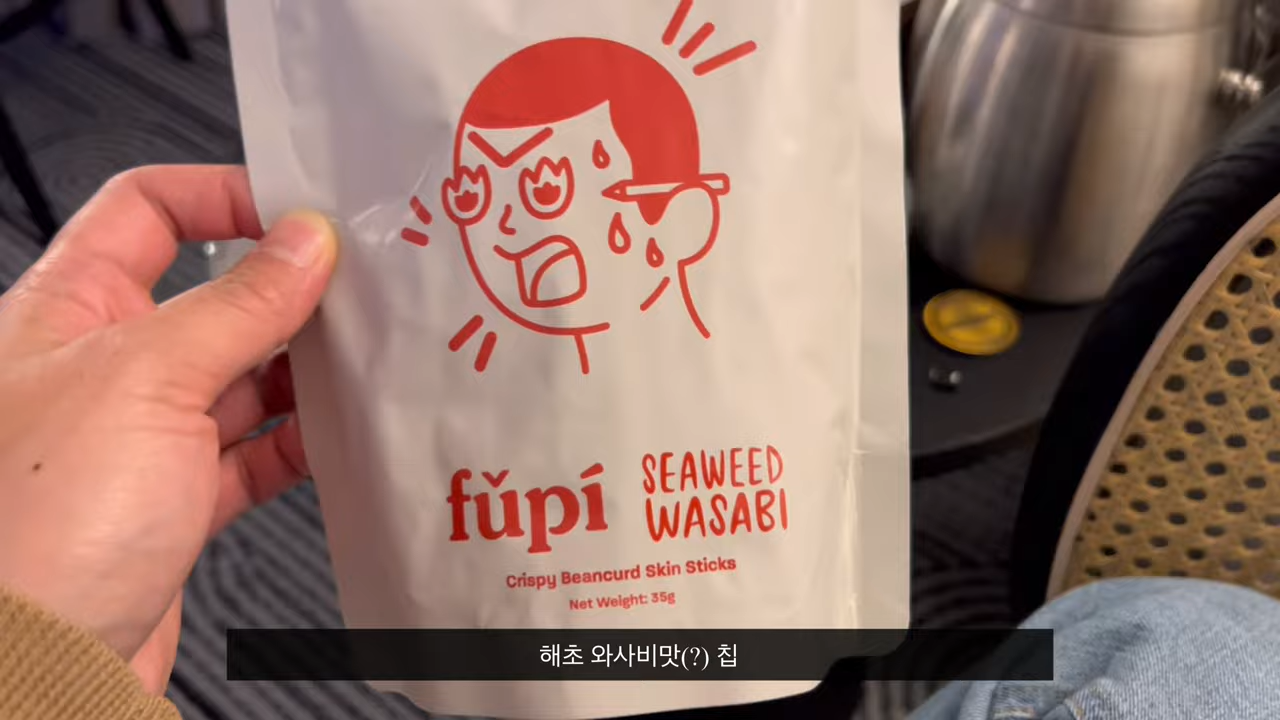 fŭpí
SEAWEED
WASABI
Crispy Beancurd Skin Sticks
Net Weight: 35g
해초 와사비맛(?) 칩